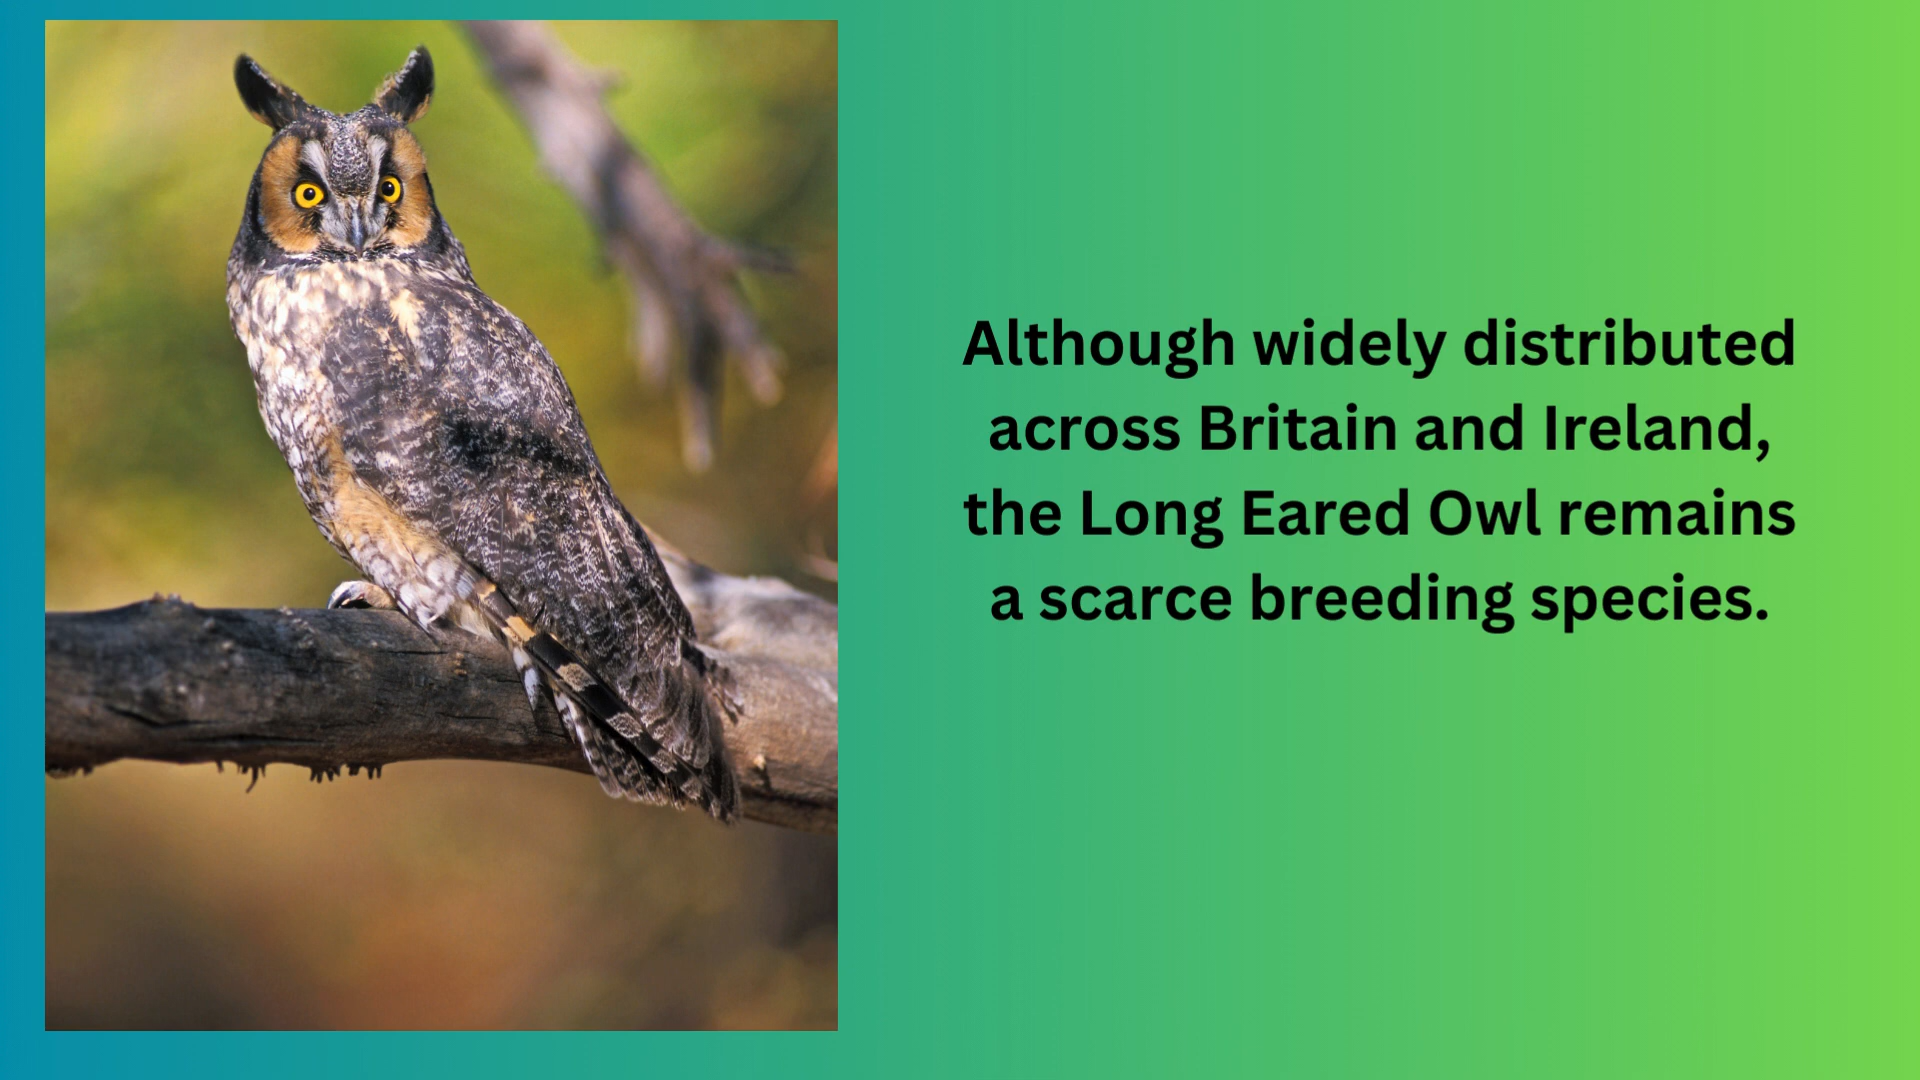 Although widely distributed
across Britain and Ireland,
the Long Eared Owl remains
a scarce breeding species.